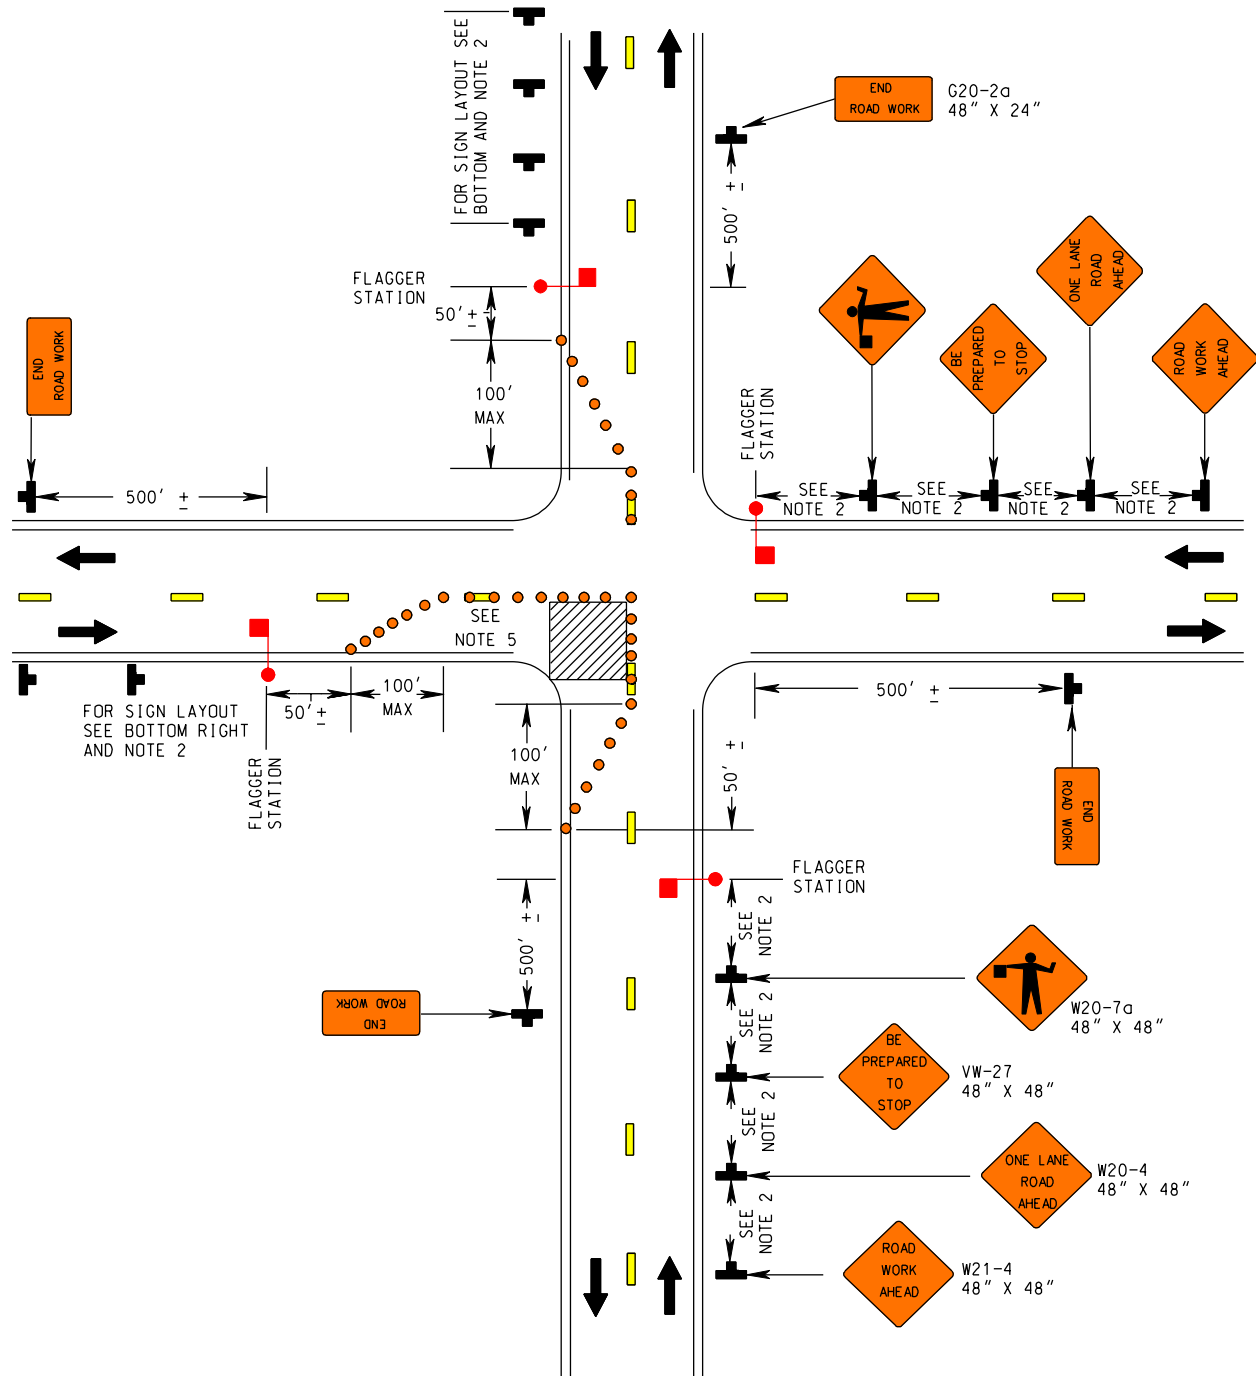 FOR SIGN LAYOUT SEE
BOTTOM AND NOTE 2
END
ROAD WORK
G20-2a
48" X 24"
500' ±
FLAGGER
STATION
50' ±
100'
MAX
END
ROAD WORK
500' ±
ONE LANE
ROAD
AHEAD
BE
PREPARED
TO
STOP
ROAD
WORK
AHEAD
FLAGGER
STATION
SEE
NOTE 2
SEE
NOTE 2
SEE
NOTE 2
SEE
NOTE 2
SEE
NOTE 5
FOR SIGN LAYOUT
SEE BOTTOM RIGHT
AND NOTE 2
50' ±
100'
MAX
FLAGGER
STATION
100'
MAX
50' ±
500' ±
END
ROAD WORK
FLAGGER
STATION
500' ±
END
ROAD WORK
SEE
NOTE 2
SEE
NOTE 2
SEE
NOTE 2
SEE
NOTE 2
W20-7a
48" X 48"
BE
PREPARED
TO
STOP
VW-27
48" X 48"
ONE LANE
ROAD
AHEAD
W20-4
48" X 48"
ROAD
WORK
AHEAD
W21-4
48" X 48"